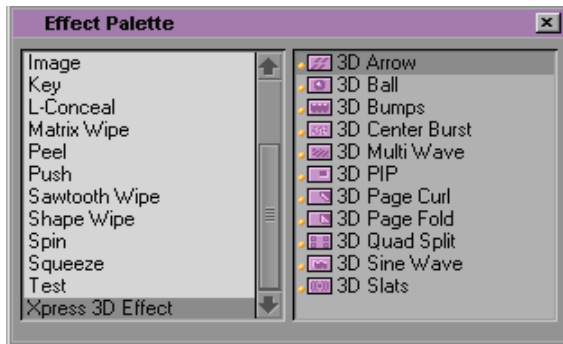 Effect Palette
Image
Key
L-Conceal
Matrix Wipe
Peel
Push
Sawtooth Wipe
Shape Wipe
Spin
Squeeze
Test
Xpress 3D Effect
3D Arrow
3D Ball
3D Bumps
3D Center Burst
3D Multi Wave
3D PIP
3D Page Curl
3D Page Fold
3D Quad Split
3D Sine Wave
3D Slats